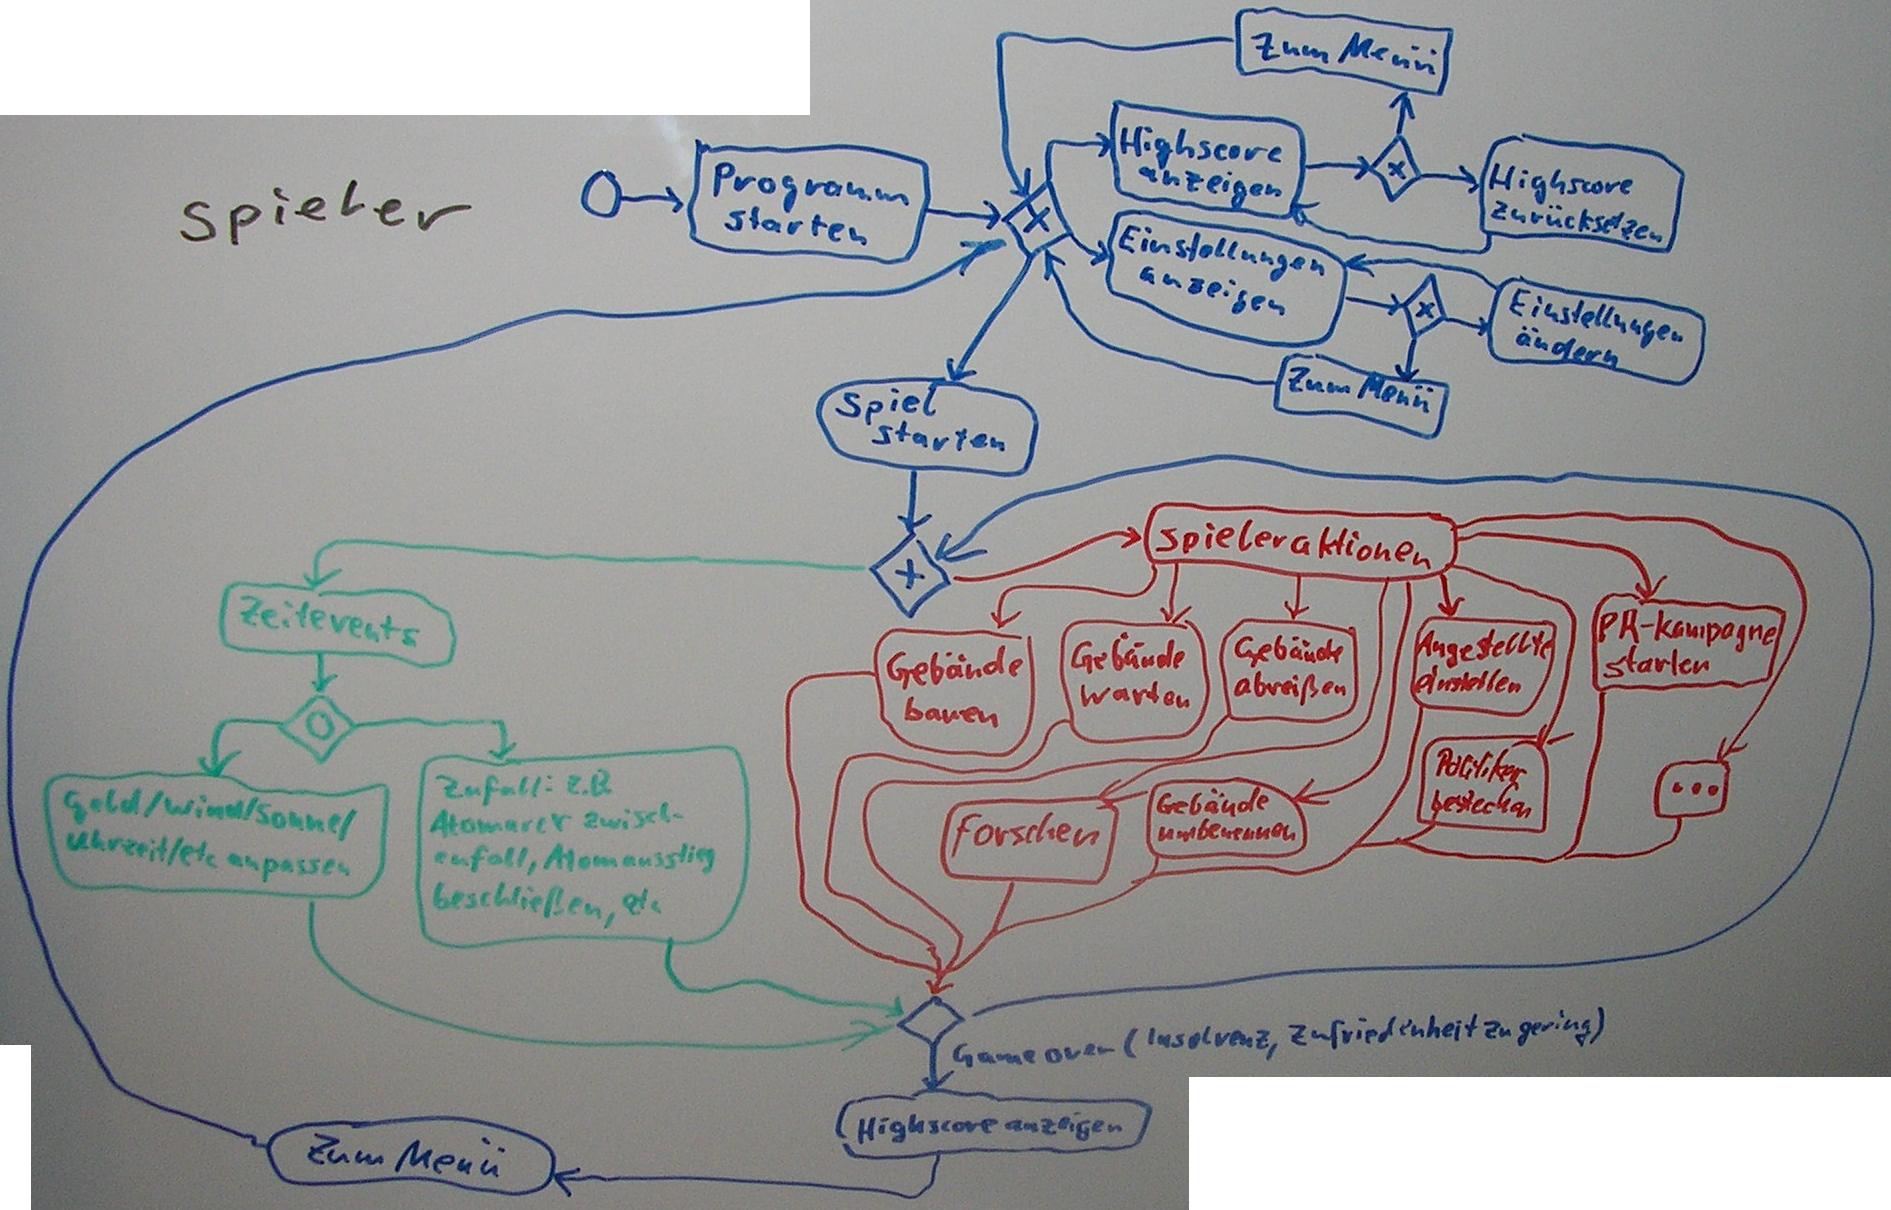 Spieler
Programm
starten
x
Zum Menü
Highscore
anzeigen
x
Highscore
zurücksetzen
Einstellungen
anzeigen
x
Einstellungen
ändern
Zum Menü
Spiel
starten
+
Spieleraktionen
Zeitevents
O
Geld/Wind/Sonne/
Uhrzeit/etc anpassen
Zufall: z.B.
Atomarer Zwisch-
enfall, Atomausstieg
beschließen, etc
Gebäude
bauen
Gebäude
warten
Gebäude
abreißen
Angestellte
einstellen
PR-Kampagne
starten
Forschen
Gebäude
umbenennen
Politiker
bestechen
...
Game over (Insolvenz, Zufriedenheit zu gering)
Highscore anzeigen
Zum Menü